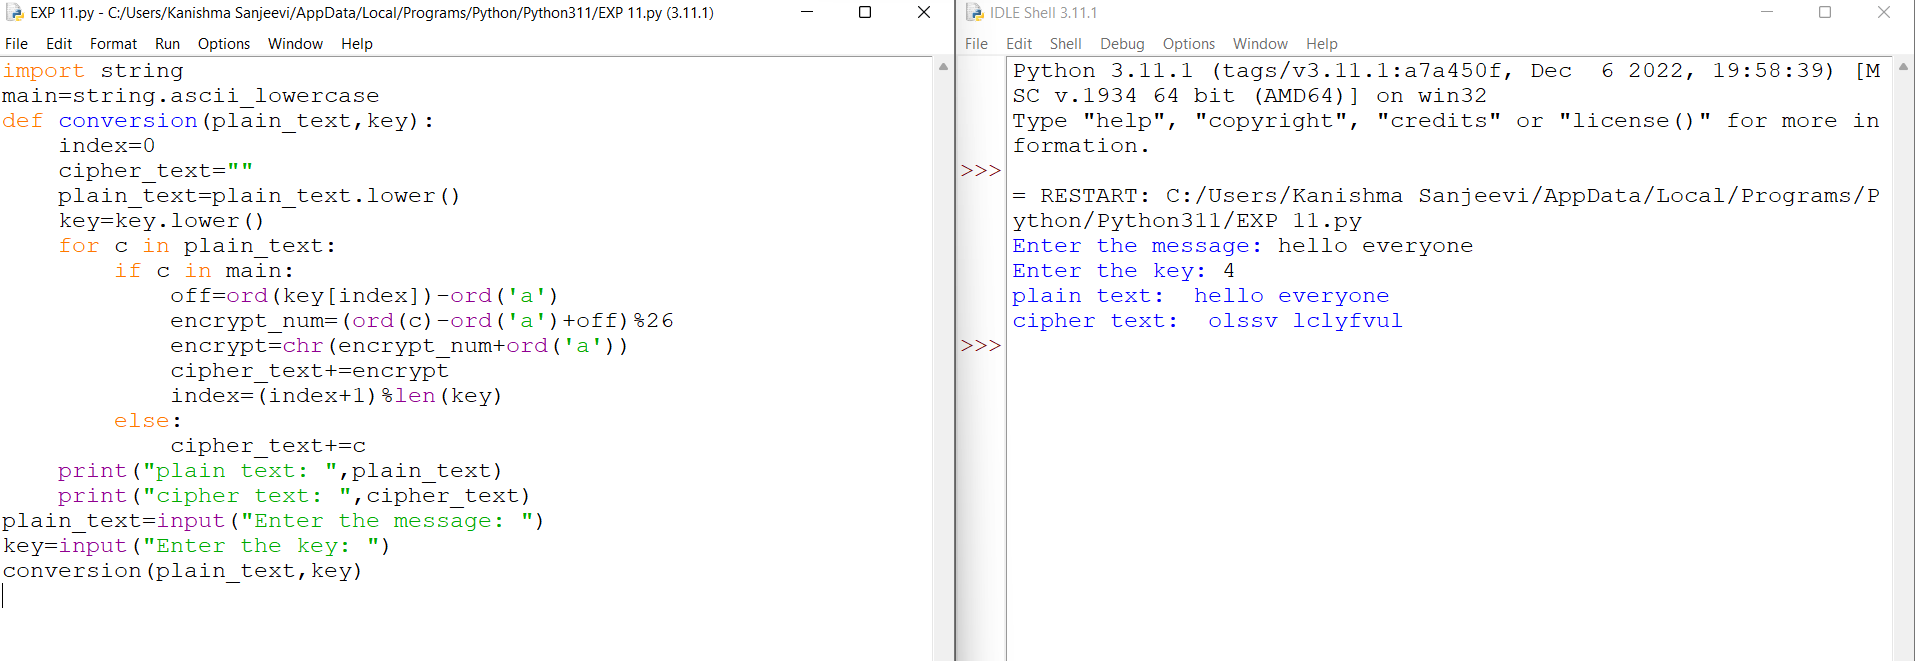 EXP 11.py - C:/Users/Kanishma Sanjeevi/AppData/Local/Programs/Python/Python311/EXP 11.py (3.11.1)
File Edit Format Run Options Window Help
import string
main=string.ascii_lowercase
def conversion(plain_text,key):
    index=0
    cipher_text=""
    plain_text=plain_text.lower()
    key=key.lower()
    for c in plain_text:
        if c in main:
            off=ord(key[index])-ord('a')
            encrypt_num=(ord(c)-ord('a')+off)%26
            encrypt=chr(encrypt_num+ord('a'))
            cipher_text+=encrypt
            index=(index+1)%len(key)
        else:
            cipher_text+=c
    print("plain text: ",plain_text)
    print("cipher text: ",cipher_text)
plain_text=input("Enter the message: ")
key=input("Enter the key: ")
conversion(plain_text,key)
IDLE Shell 3.11.1
File Edit Shell Debug Options Window Help
Python 3.11.1 (tags/v3.11.1:a7a450f, Dec  6 2022, 19:58:39) [M
SC v.1934 64 bit (AMD64)] on win32
Type "help", "copyright", "credits" or "license()" for more in
formation.
>>>
= RESTART: C:/Users/Kanishma Sanjeevi/AppData/Local/Programs/P
ython/Python311/EXP 11.py
Enter the message: hello everyone
Enter the key: 4
plain text:  hello everyone
cipher text:  olssv lclyfvul
>>>